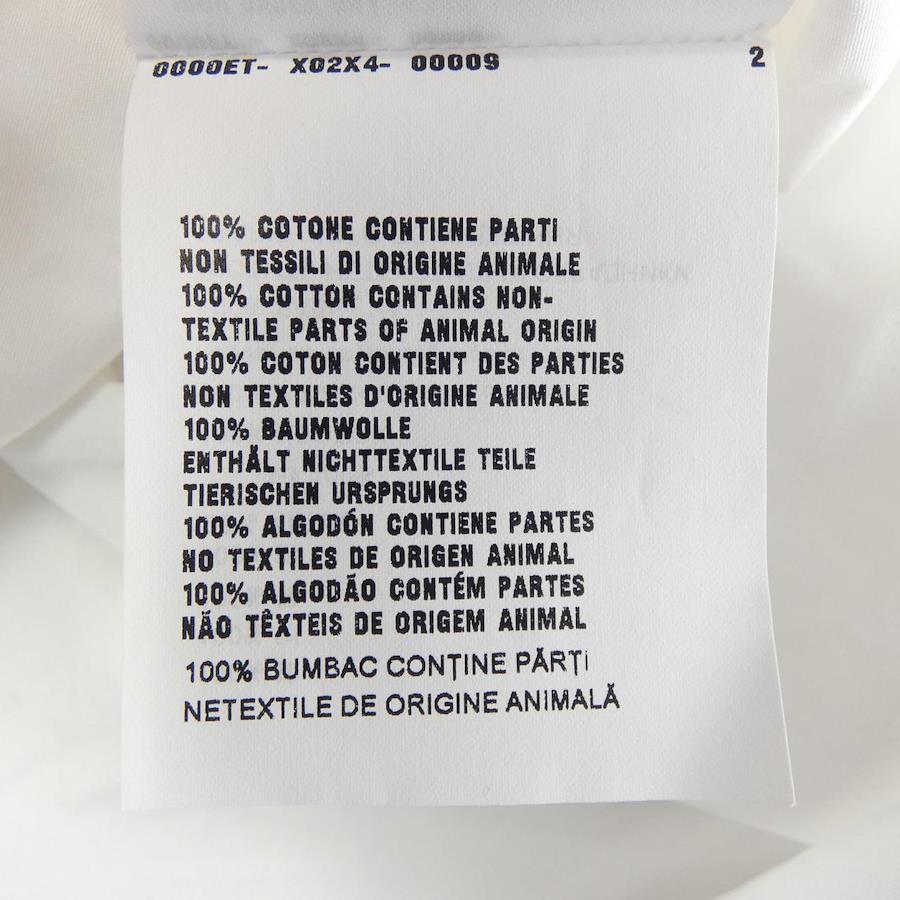 0000ET- X02X4- 00009 2
100% COTONE CONTIENE PARTI
NON TESSILI DI ORIGINE ANIMALE
100% COTTON CONTAINS NON-
TEXTILE PARTS OF ANIMAL ORIGIN
100% COTON CONTIENT DES PARTIES
NON TEXTILES D'ORIGINE ANIMALE
100% BAUMWOLLE
ENTHÄLT NICHTTEXTILE TEILE
TIERISCHEN URSPRUNGS
100% ALGODÓN CONTIENE PARTES
NO TEXTILES DE ORIGEN ANIMAL
100% ALGODÃO CONTÉM PARTES
NÃO TÊXTEIS DE ORIGEM ANIMAL
100% BUMBAC CONȚINE PĂRȚi
NETEXTILE DE ORIGINE ANIMALĂ